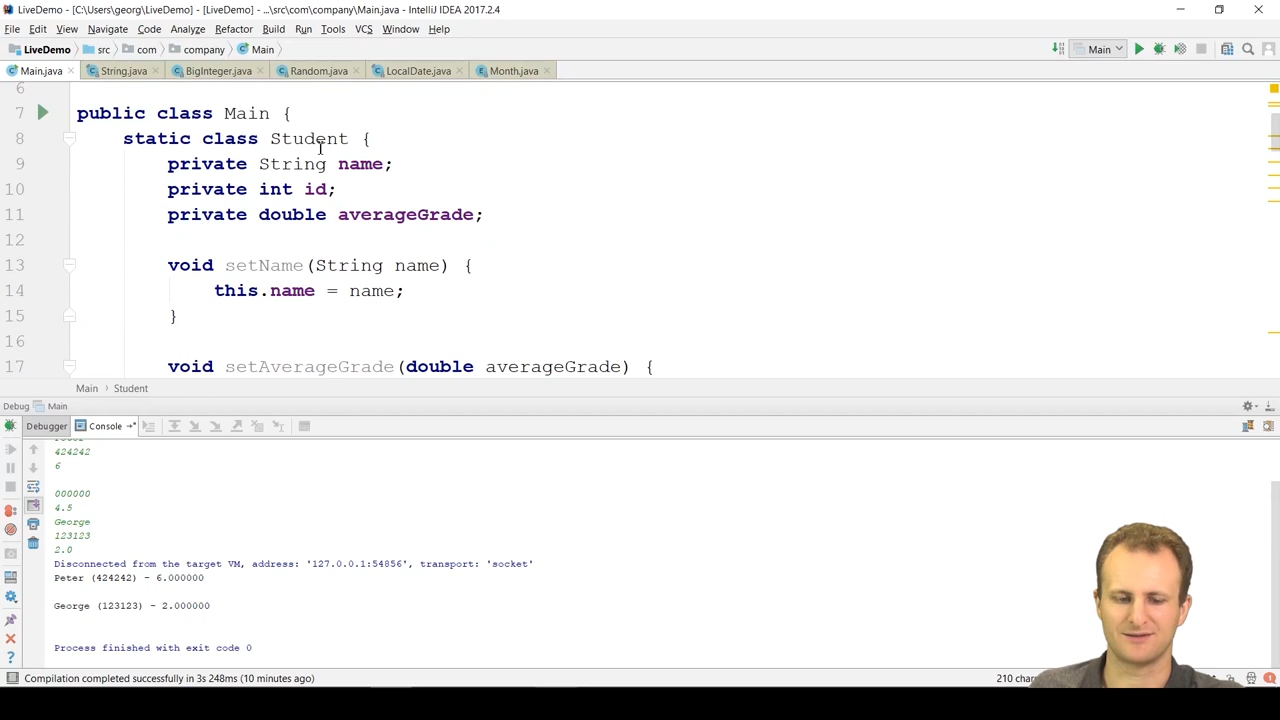 LiveDemo - [C:\Users\georg\LiveDemo] - [LiveDemo] - ...\src\com\company\Main.java - IntelliJ IDEA 2017.2.4
File Edit View Navigate Code Analyze Refactor Build Run Tools VCS Window Help
LiveDemo src com company Main Main
Main.java String.java BigInteger.java Random.java LocalDate.java Month.java
6
7 public class Main {
8 static class Student {
9 private String name;
10 private int id;
11 private double averageGrade;
12
13 void setName(String name) {
14 this.name = name;
15 }
16
17 void setAverageGrade(double averageGrade) {
Main › Student
Debug Main
Debugger Console
424242
6
000000
4.5
George
123123
2.0
Disconnected from the target VM, address: '127.0.0.1:54856', transport: 'socket'
Peter (424242) - 6.000000
George (123123) - 2.000000
Process finished with exit code 0
Compilation completed successfully in 3s 248ms (10 minutes ago) 210